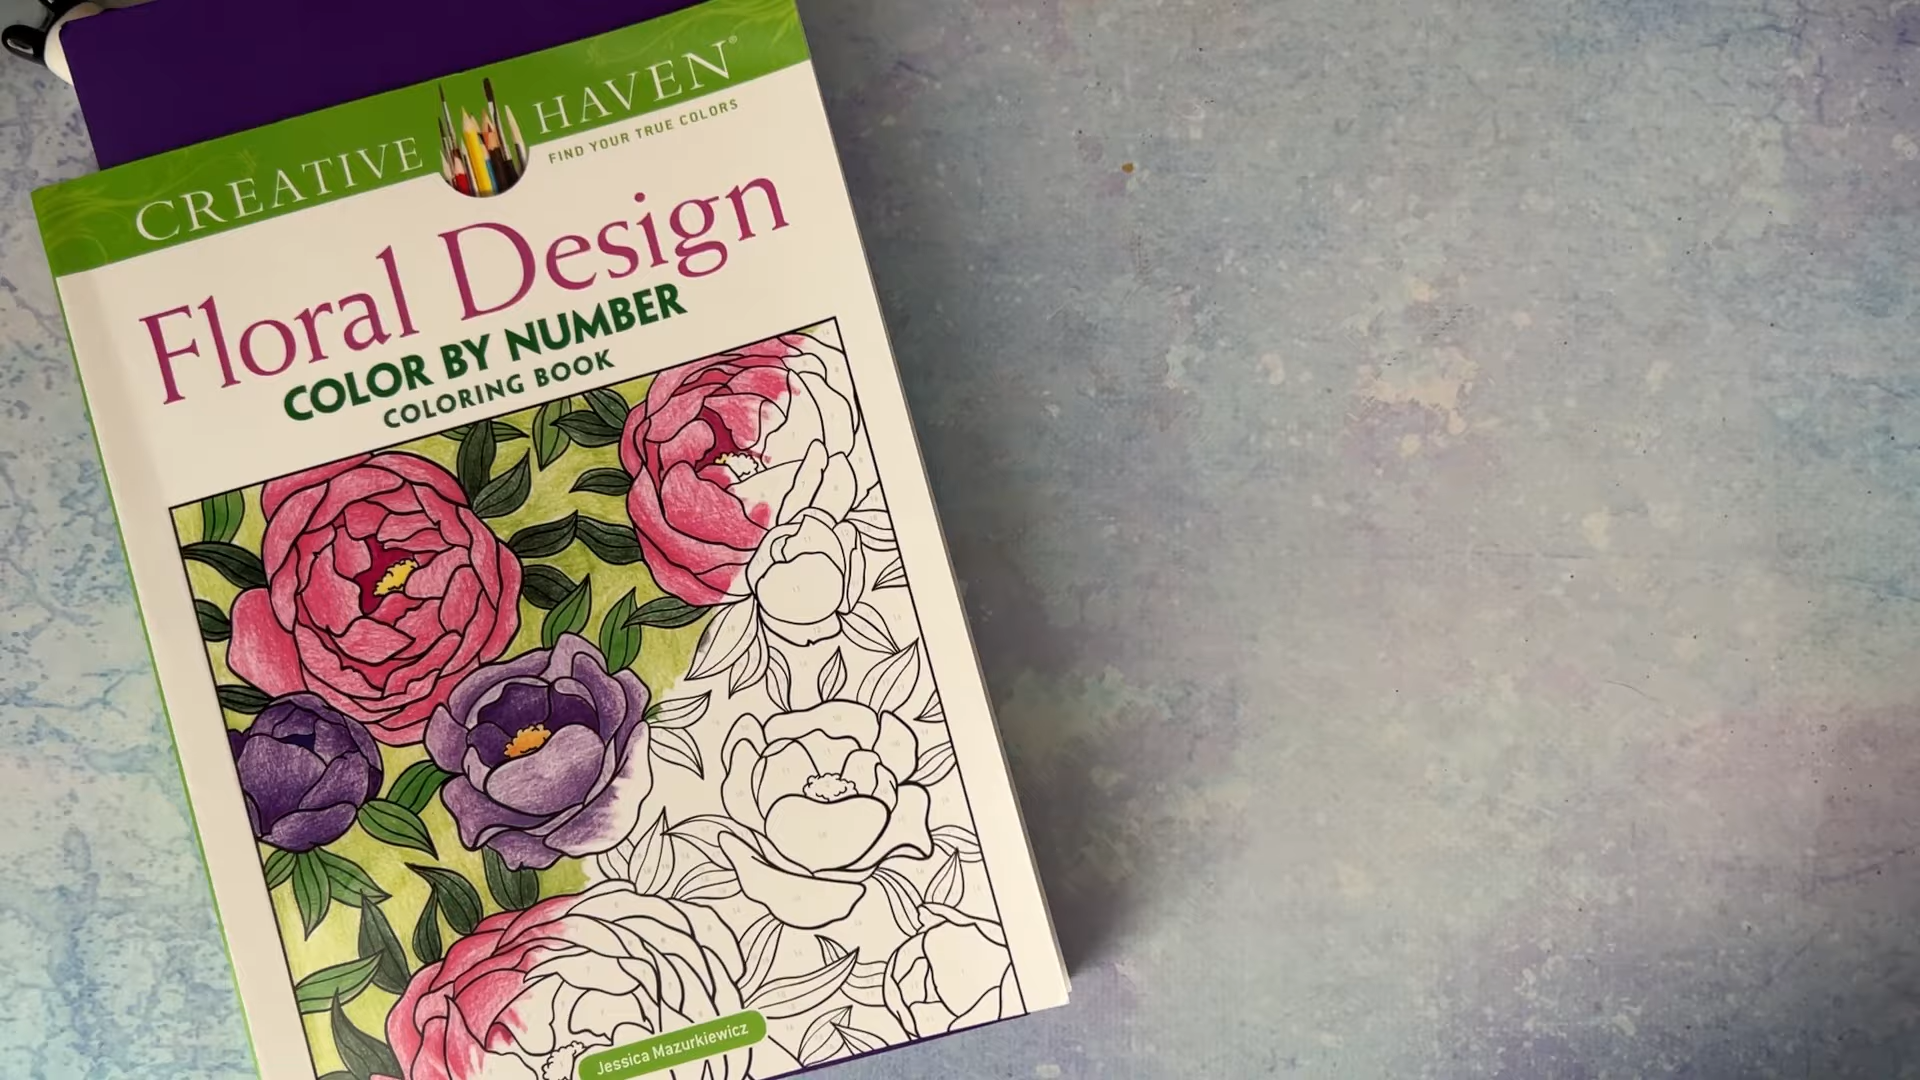 CREATIVE HAVEN®
FIND YOUR TRUE COLORS
Floral Design
COLOR BY NUMBER
COLORING BOOK
Jessica Mazurkiewicz